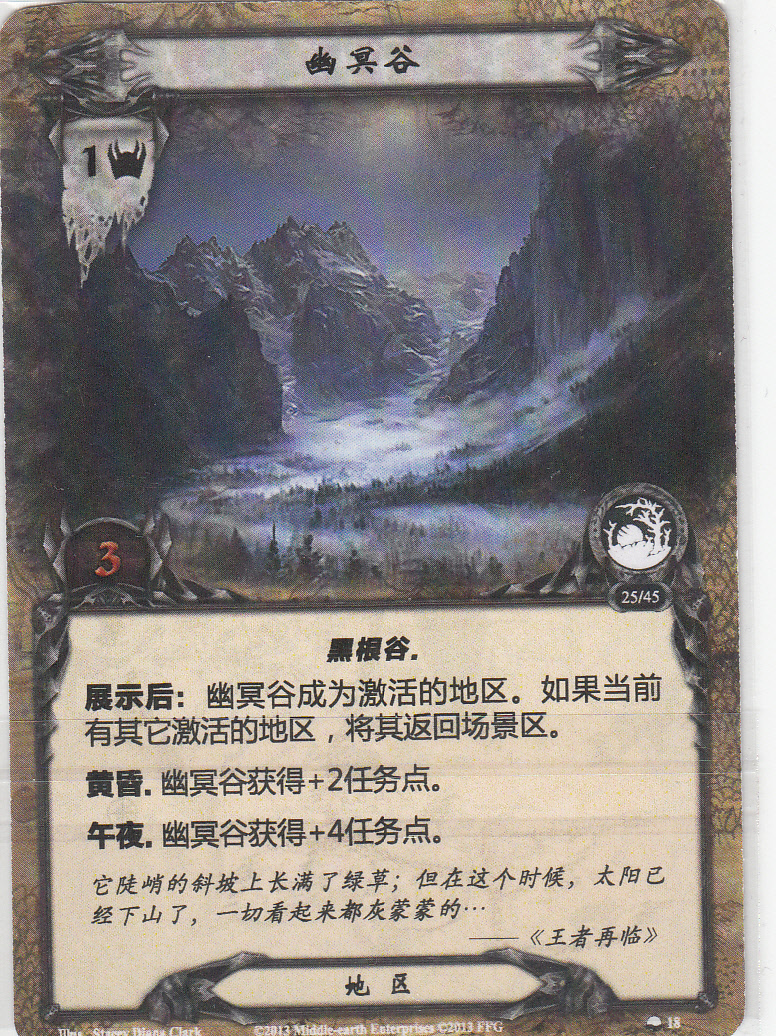 幽冥谷
1
3
25/45
黑根谷.
展示后：幽冥谷成为激活的地区。如果当前
有其它激活的地区，将其返回场景区。
黄昏. 幽冥谷获得+2任务点。
午夜. 幽冥谷获得+4任务点。
它陡峭的斜坡上长满了绿草；但在这个时候，太阳已
经下山了，一切看起来都灰蒙蒙的…
——《王者再临》
地区
Illus. Stacey Diana Clark
©2013 Middle-earth Enterprises ©2013 FFG
18